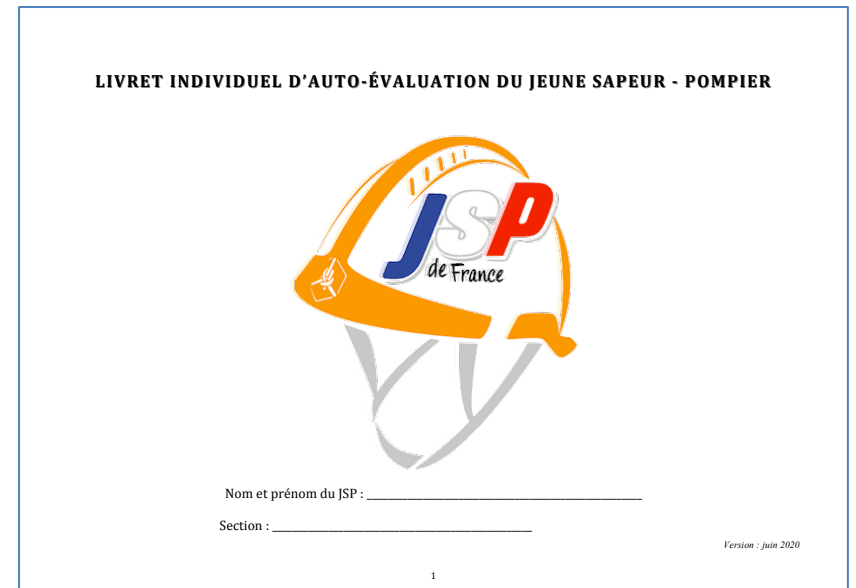 LIVRET INDIVIDUEL D'AUTO-ÉVALUATION DU JEUNE SAPEUR - POMPIER
JSP
de France
Nom et prénom du JSP : ___________________________________________
Section : ___________________________________________
Version : juin 2020
1